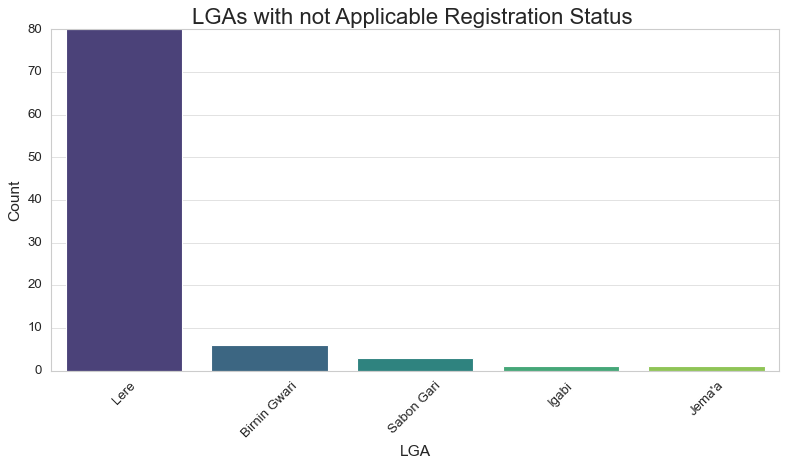 LGAs with not Applicable Registration Status
80
70
60
50
40
30
20
10
0
Count
Lere
Birnin Gwari
Sabon Gari
Igabi
Jema'a
LGA